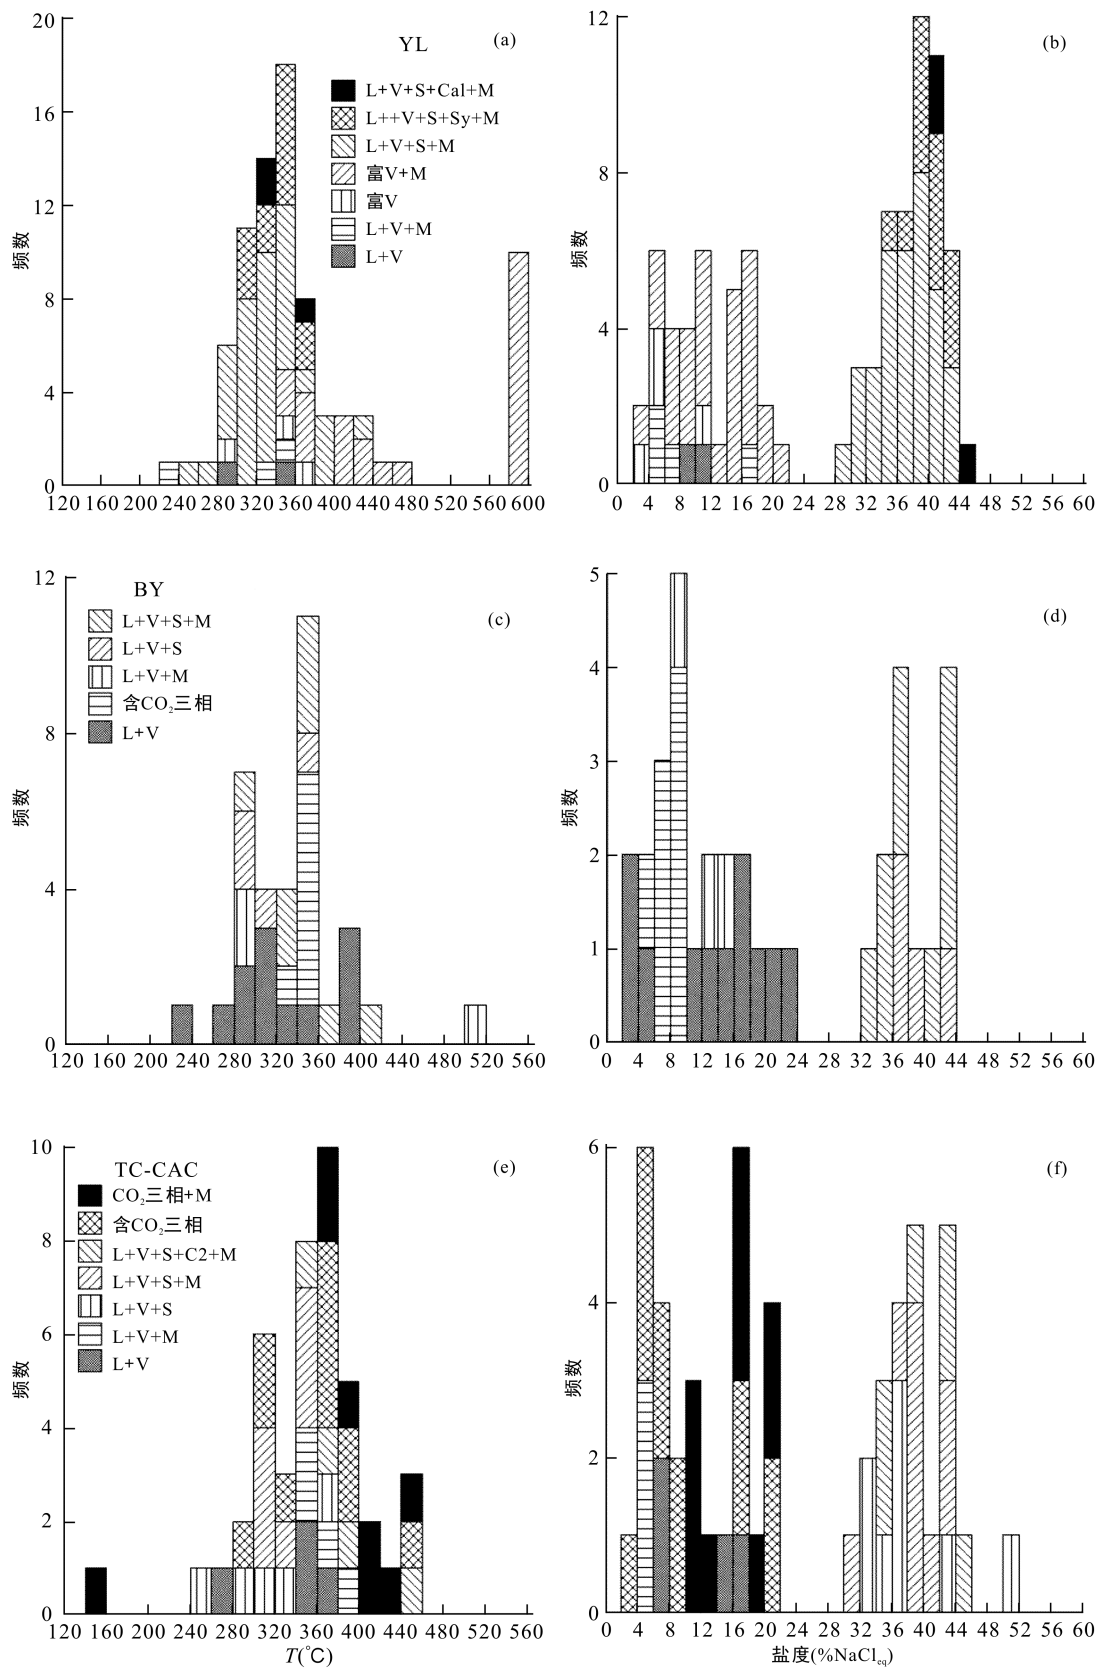 20
16
12
8
4
0
频数
YL
(a)
L+V+S+Cal+M
L++V+S+Sy+M
L+V+S+M
富V+M
富V
L+V+M
L+V
120 160 200 240 280 320 360 400 440 480 520 560 600
12
8
4
0
频数
(b)
0 4 8 12 16 20 24 28 32 36 40 44 48 52 56 60
12
8
4
0
频数
BY
(c)
L+V+S+M
L+V+S
L+V+M
含CO₂三相
L+V
120 160 200 240 280 320 360 400 440 480 520 560
5
4
3
2
1
0
频数
(d)
0 4 8 12 16 20 24 28 32 36 40 44 48 52 56 60
10
8
6
4
2
0
频数
TC-CAC
(e)
CO₂三相+M
含CO₂三相
L+V+S+C2+M
L+V+S+M
L+V+S
L+V+M
L+V
120 160 200 240 280 320 360 400 440 480 520 560
T(℃)
6
4
2
0
频数
(f)
0 4 8 12 16 20 24 28 32 36 40 44 48 52 56 60
盐度(%NaCleq)